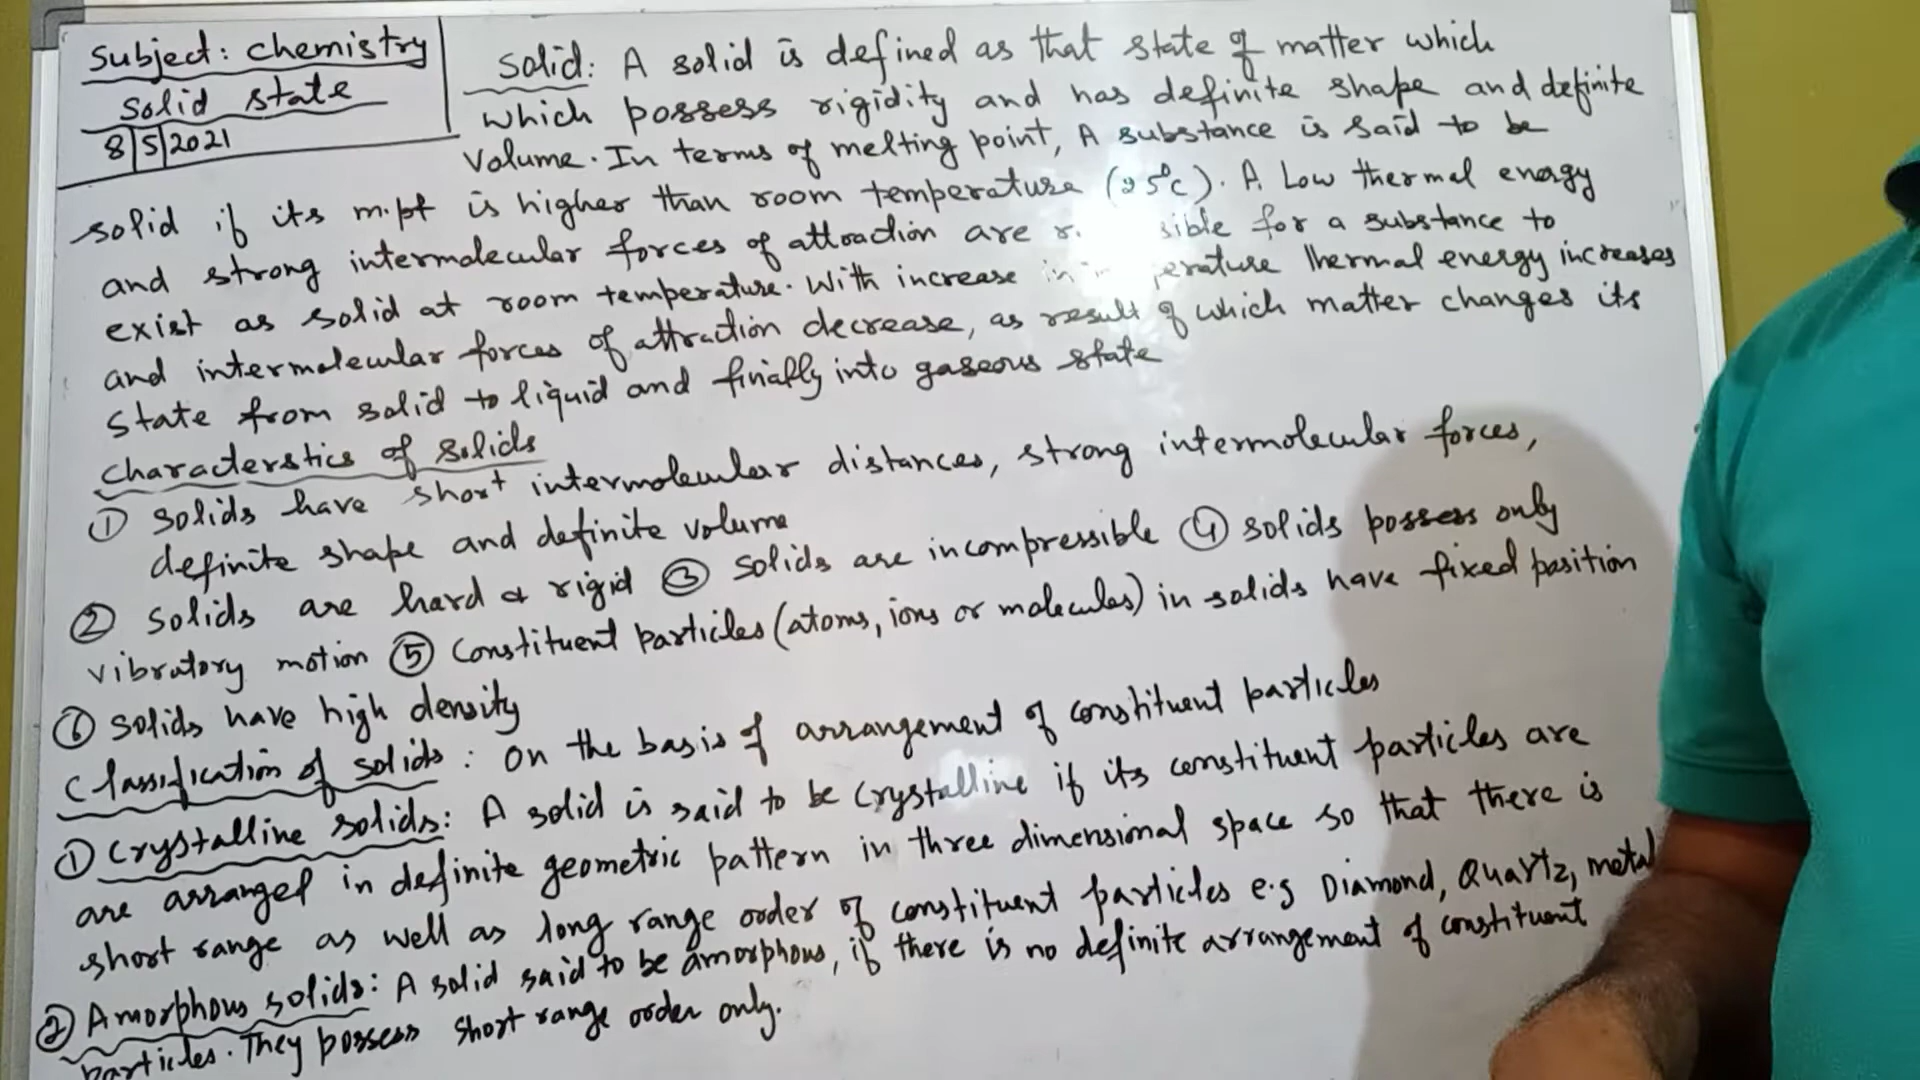 Subject: Chemistry
Solid state
8|5|2021
Solid: A solid is defined as that state of matter which
which possess rigidity and has definite shape and definite
volume. In terms of melting point, A substance is said to be
solid if its m.pt is higher than room temperature (25°c). A Low thermal energy
and strong intermolecular forces of attraction are sible for a substance to
exist as solid at room temperature. With increase in perature thermal energy increases
and intermolecular forces of attraction decrease, as result of which matter changes its
state from solid to liquid and finially into gaseous state
Characterstics of Solids
① Solids have short intermolecular distances, strong intermolecular forces,
definite shape and definite volume
② Solids are hard & rigid ③ Solids are incompressible ④ Solids possess only
vibratory motion ⑤ Constituent particles (atoms, ions or molecules) in solids have fixed position
⑥ Solids have high density
Classification of solids: On the basis of arrangement of constituent particles
① Crystalline solids: A solid is said to be Crystalline if its constituent particles are
are arranged in definite geometric pattern in three dimensional space so that there is
short range as well as long range order of constituent particles e.g Diamond, Quartz, metal
② Amorphous solids: A solid said to be amorphous, if there is no definite arrangement of constituent
particles. They possess short range order only.